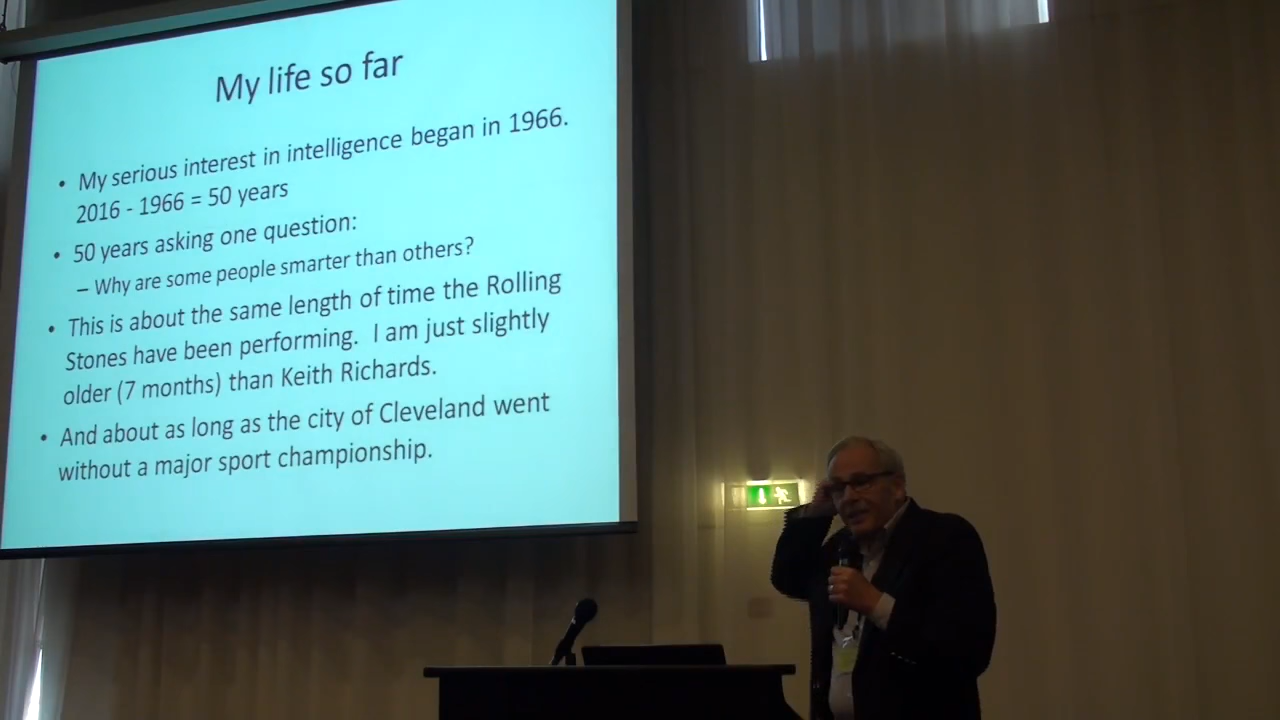 My life so far
• My serious interest in intelligence began in 1966.
2016 - 1966 = 50 years
• 50 years asking one question:
– Why are some people smarter than others?
• This is about the same length of time the Rolling
Stones have been performing.  I am just slightly
older (7 months) than Keith Richards.
• And about as long as the city of Cleveland went
without a major sport championship.